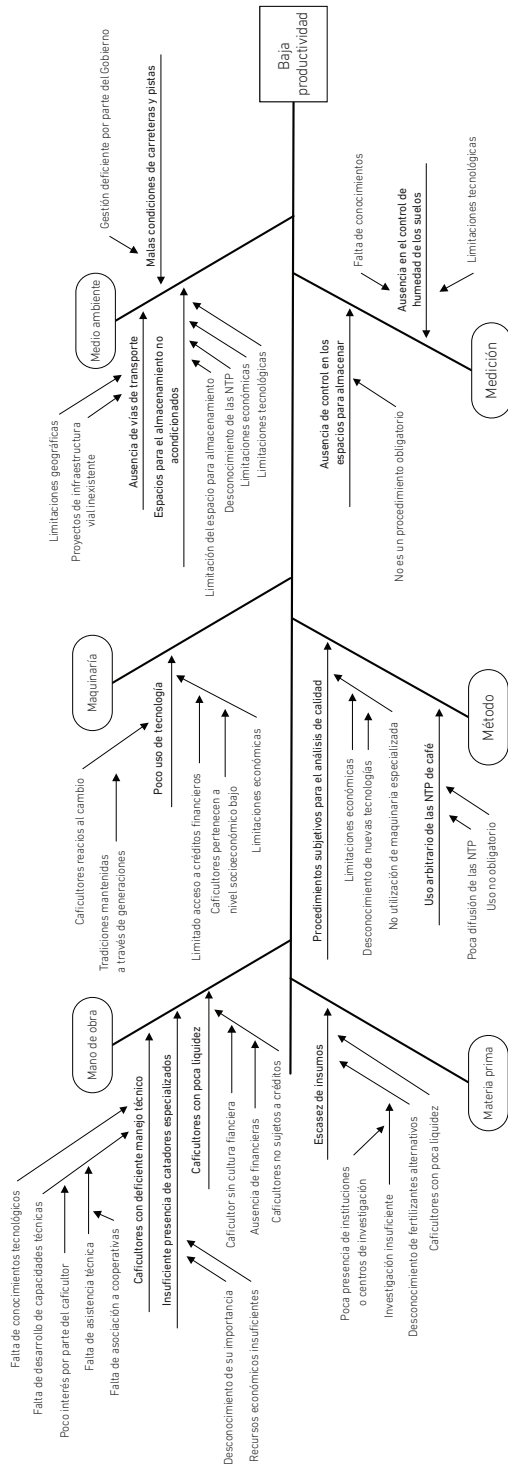 Mano de obra
Falta de conocimientos tecnológicos
Falta de desarrollo de capacidades técnicas
Poco interés por parte del caficultor
Falta de asistencia técnica
Falta de asociación a cooperativas
Caficultores con deficiente manejo técnico
Insuficiente presencia de catadores especializados
Desconocimiento de su importancia
Recursos económicos insuficientes
Caficultores con poca liquidez
Caficultor sin cultura fianciera
Ausencia de financieras
Caficultores no sujetos a créditos
Maquinaría
Caficultores reacios al cambio
Tradiciones mantenidas
a través de generaciones
Poco uso de tecnología
Limitado acceso a créditos financieros
Caficultores pertenecen a
nivel socioeconómico bajo
Limitaciones económicas
Medio ambiente
Limitaciones geográficas
Proyectos de infraestructura
vial inexistente
Ausencia de vías de transporte
Espacios para el almacenamiento no
acondicionados
Limitación del espacio para almacenamiento
Desconocimiento de las NTP
Limitaciones económicas
Limitaciones tecnológicas
Gestión deficiente por parte del Gobierno
Malas condiciones de carreteras y pistas
Baja
productividad
Escasez de insumos
Poca presencia de instituciones
o centros de investigación
Investigación insuficiente
Desconocimiento de fertilizantes alternativos
Caficultores con poca liquidez
Materia prima
Procedimientos subjetivos para el análisis de calidad
Limitaciones económicas
Desconocimiento de nuevas tecnologías
No utilización de maquinaria especializada
Uso arbitrario de las NTP de café
Poca difusión de las NTP
Uso no obligatorio
Método
Ausencia de control en los
espacios para almacenar
No es un procedimiento obligatorio
Falta de conocimientos
Ausencia en el control de
humedad de los suelos
Limitaciones tecnológicas
Medición